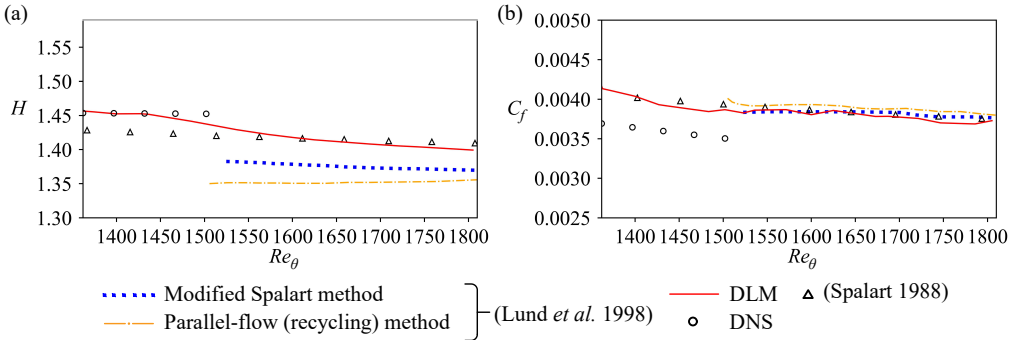 (a)
1.55
1.50
1.45
1.40
1.35
1.30
H
1400 1450 1500 1550 1600 1650 1700 1750 1800
Re_θ
(b)
0.0050
0.0045
0.0040
0.0035
0.0030
0.0025
C_f
1400 1450 1500 1550 1600 1650 1700 1750 1800
Re_θ
Modified Spalart method
Parallel-flow (recycling) method
(Lund et al. 1998)
DLM
(Spalart 1988)
DNS